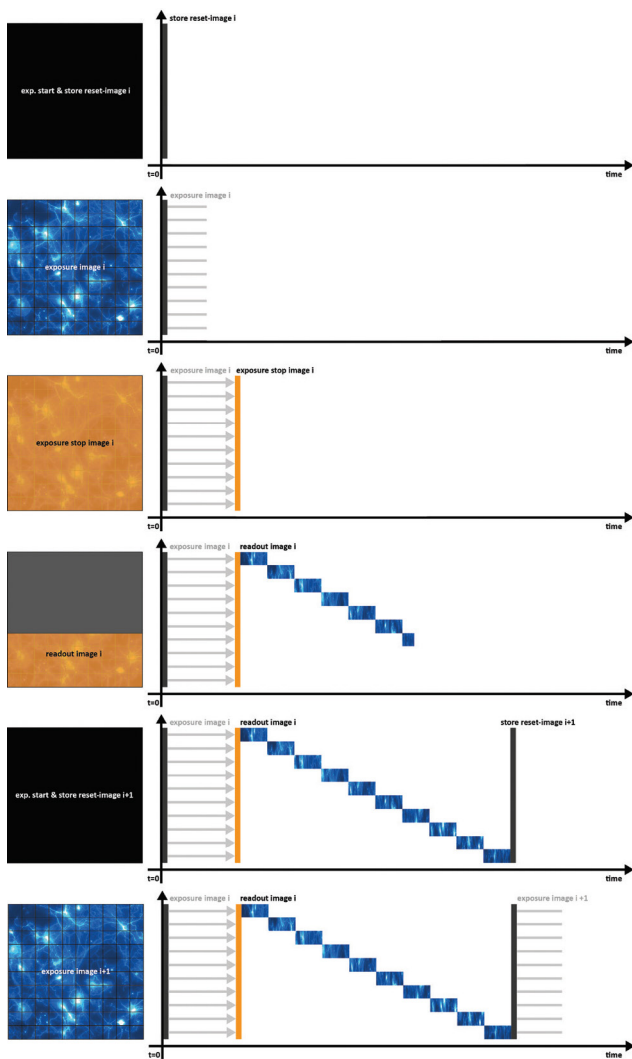 store reset-image i
exp. start & store reset-image i
t=0
time
exposure image i
exposure image i
t=0
time
exposure image i
exposure stop image i
exposure stop image i
t=0
time
exposure image i
readout image i
readout image i
t=0
time
exposure image i
readout image i
store reset-image i+1
exp. start & store reset-image i+1
t=0
time
exposure image i
readout image i
exposure image i +1
exposure image i+1
t=0
time